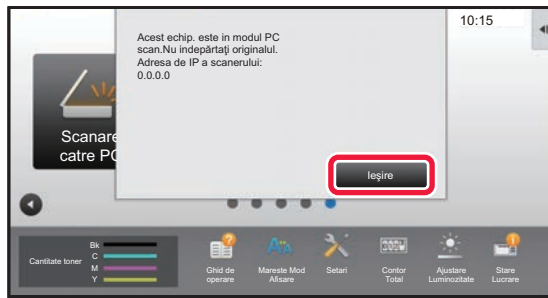 10:15
Acest echip. este in modul PC
scan.Nu indepărtaţi originalul.
Adresa de IP a scanerului:
0.0.0.0
Scanare
catre PC
Ieşire
Cantitate toner
Bk
C
M
Y
Ghid de
operare
Mareste Mod
Afisare
Setari
Contor
Total
Ajustare
Luminozitate
Stare
Lucrare